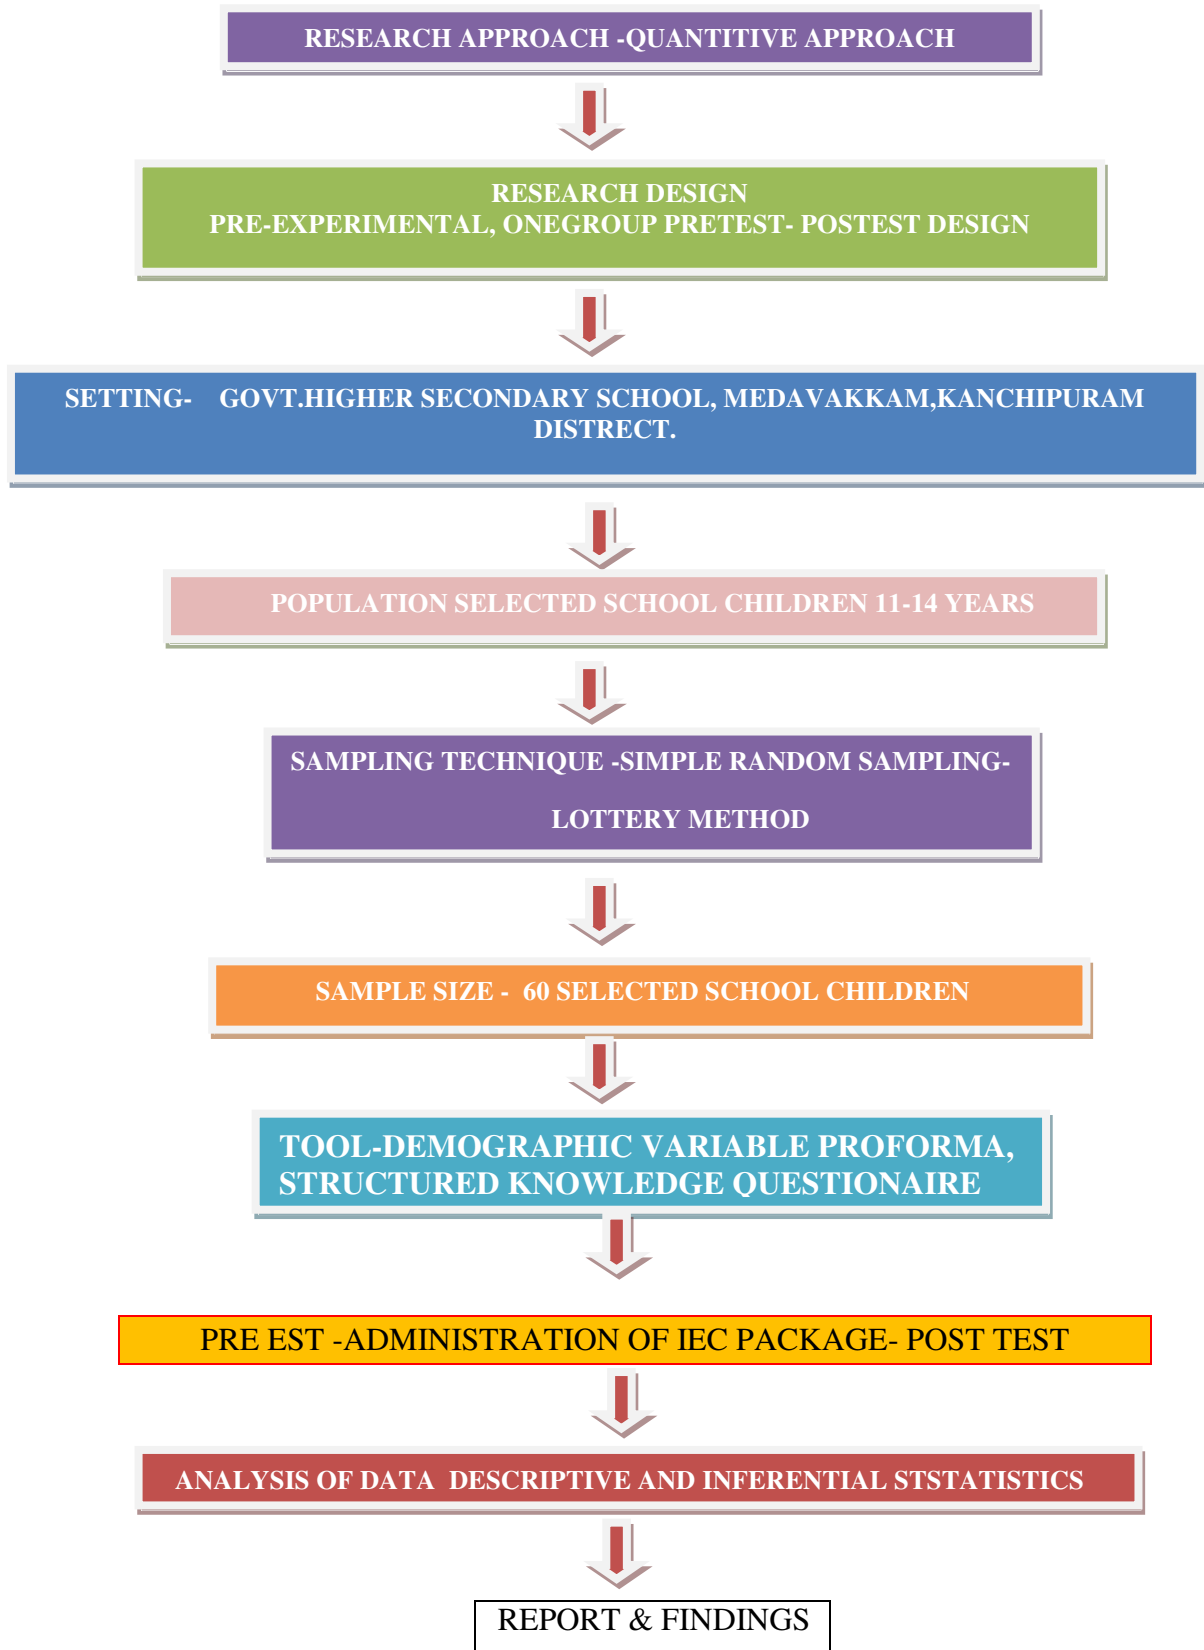 RESEARCH APPROACH -QUANTITIVE APPROACH
RESEARCH DESIGN
PRE-EXPERIMENTAL, ONEGROUP PRETEST- POSTEST DESIGN
SETTING- GOVT.HIGHER SECONDARY SCHOOL, MEDAVAKKAM,KANCHIPURAM
DISTRECT.
POPULATION SELECTED SCHOOL CHILDREN 11-14 YEARS
SAMPLING TECHNIQUE -SIMPLE RANDOM SAMPLING-
LOTTERY METHOD
SAMPLE SIZE - 60 SELECTED SCHOOL CHILDREN
TOOL-DEMOGRAPHIC VARIABLE PROFORMA,
STRUCTURED KNOWLEDGE QUESTIONAIRE
PRE EST -ADMINISTRATION OF IEC PACKAGE- POST TEST
ANALYSIS OF DATA DESCRIPTIVE AND INFERENTIAL STSTATISTICS
REPORT & FINDINGS